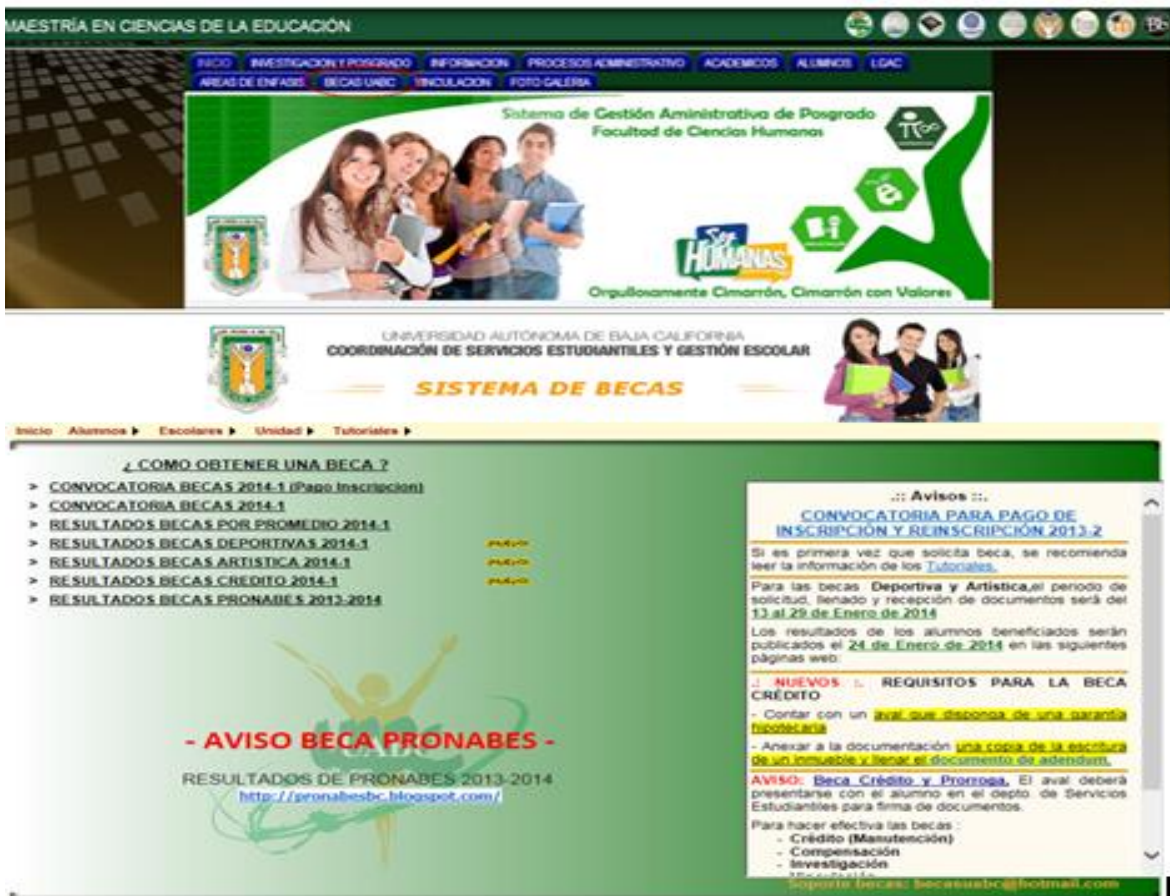 MAESTRÍA EN CIENCIAS DE LA EDUCACIÓN
INICIO INVESTIGACION Y POSGRADO INFORMACION PROCESOS ADMINISTRATIVO ACADEMICOS ALUMNOS LGAC
AREAS DE ENFASIS BECAS UABC VINCULACION FOTO GALERIA
Sistema de Gestión Aministrativa de Posgrado
Facultad de Ciencias Humanas
Ser
HUMANAS
Orgullosamente Cimarrón, Cimarrón con Valores
UNIVERSIDAD AUTÓNOMA DE BAJA CALIFORNIA
COORDINACIÓN DE SERVICIOS ESTUDIANTILES Y GESTIÓN ESCOLAR
SISTEMA DE BECAS
Inicio Alumnos Escolares Unidad Tutoriales
¿ COMO OBTENER UNA BECA ?
> CONVOCATORIA BECAS 2014-1 (Pago Inscripcion)
> CONVOCATORIA BECAS 2014-1
> RESULTADOS BECAS POR PROMEDIO 2014-1
> RESULTADOS BECAS DEPORTIVAS 2014-1
> RESULTADOS BECAS ARTISTICA 2014-1
> RESULTADOS BECAS CREDITO 2014-1
> RESULTADOS BECAS PRONABES 2013-2014
UABC
- AVISO BECA PRONABES -
RESULTADOS DE PRONABES 2013-2014
http://pronabesbc.blogspot.com/
.:: Avisos ::.
CONVOCATORIA PARA PAGO DE
INSCRIPCIÓN Y REINSCRIPCIÓN 2013-2
Si es primera vez que solicita beca, se recomienda
leer la información de los Tutoriales.
Para las becas Deportiva y Artística,el periodo de
solicitud, llenado y recepción de documentos será del
13 al 29 de Enero de 2014
Los resultados de los alumnos beneficiados serán
publicados el 24 de Enero de 2014 en las siguientes
páginas web:
.: NUEVOS :. REQUISITOS PARA LA BECA
CRÉDITO
- Contar con un aval que disponga de una garantía
hipotecaria
- Anexar a la documentación una copia de la escritura
de un inmueble y llenar el documento de adendum.
AVISO: Beca Crédito y Prorroga. El aval deberá
presentarse con el alumno en el depto. de Servicios
Estudiantiles para firma de documentos.
Para hacer efectiva las becas :
- Crédito (Manutención)
- Compensación
- Investigación
Soporte becas: becasuabc@hotmail.com